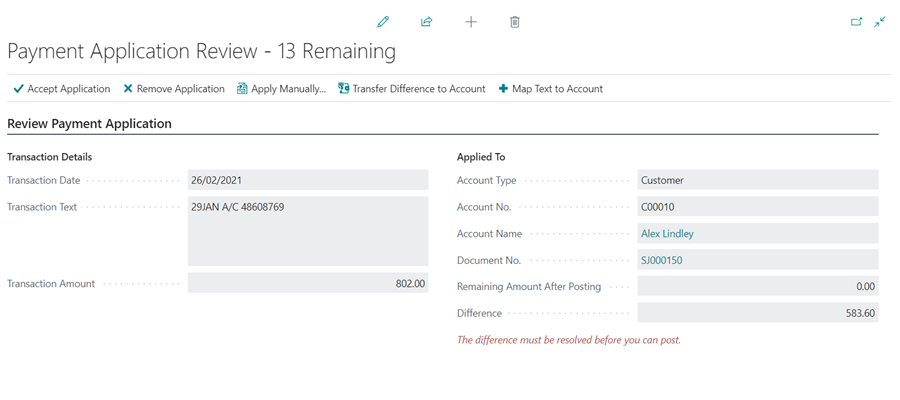 Payment Application Review - 13 Remaining
Accept Application Remove Application Apply Manually... Transfer Difference to Account Map Text to Account
Review Payment Application
Transaction Details
Transaction Date 26/02/2021
Transaction Text 29JAN A/C 48608769
Transaction Amount 802.00
Applied To
Account Type Customer
Account No. C00010
Account Name Alex Lindley
Document No. SJ000150
Remaining Amount After Posting 0.00
Difference 583.60
The difference must be resolved before you can post.